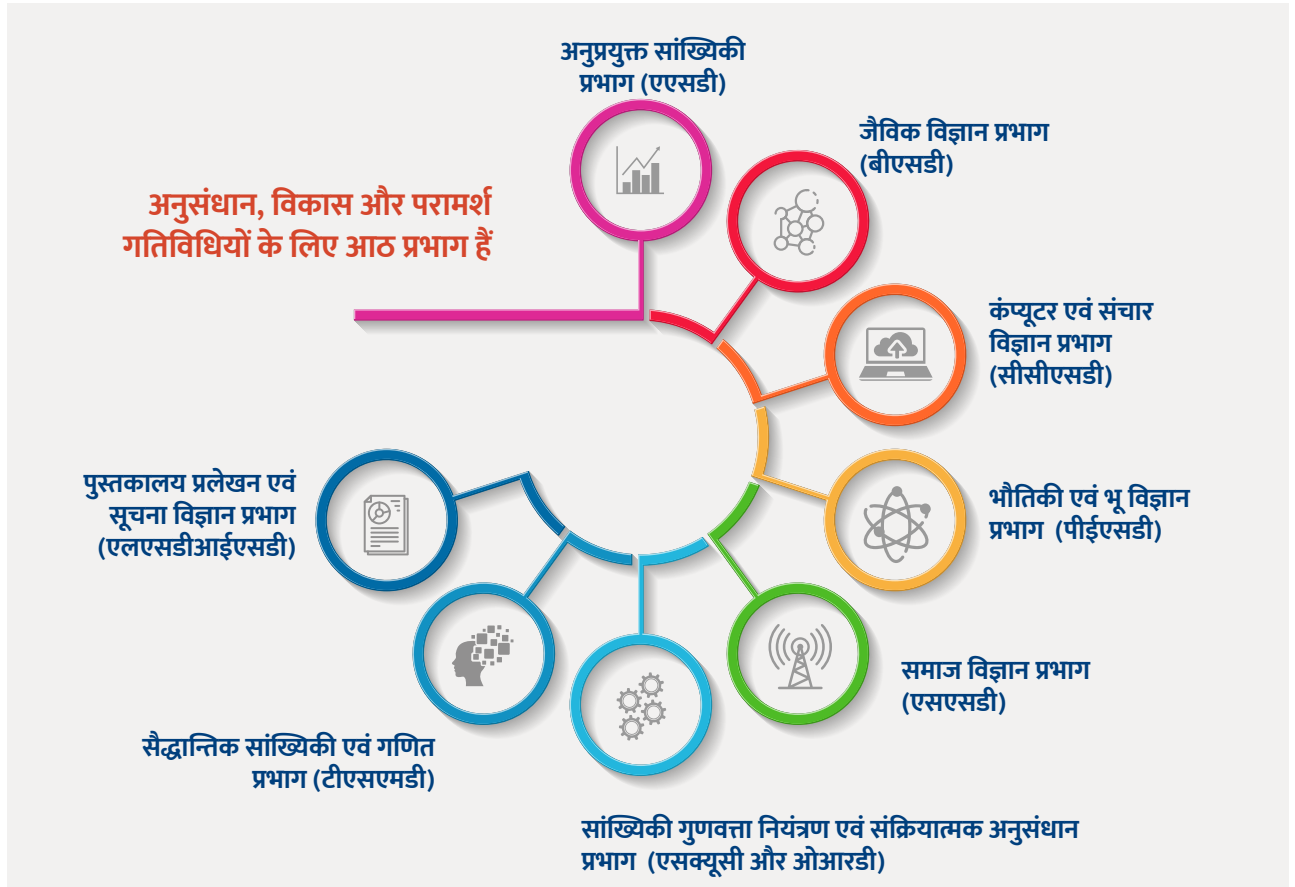 अनुसंधान, विकास और परामर्श
गतिविधियों के लिए आठ प्रभाग हैं
अनुप्रयुक्त सांख्यिकी
प्रभाग (एएसडी)
जैविक विज्ञान प्रभाग
(बीएसडी)
कंप्यूटर एवं संचार
विज्ञान प्रभाग
(सीसीएसडी)
भौतिकी एवं भू विज्ञान
प्रभाग (पीईएसडी)
समाज विज्ञान प्रभाग
(एसएसडी)
सांख्यिकी गुणवत्ता नियंत्रण एवं संक्रियात्मक अनुसंधान
प्रभाग (एसक्यूसी और ओआरडी)
सैद्धान्तिक सांख्यिकी एवं गणित
प्रभाग (टीएसएमडी)
पुस्तकालय प्रलेखन एवं
सूचना विज्ञान प्रभाग
(एलएसडीआईएसडी)